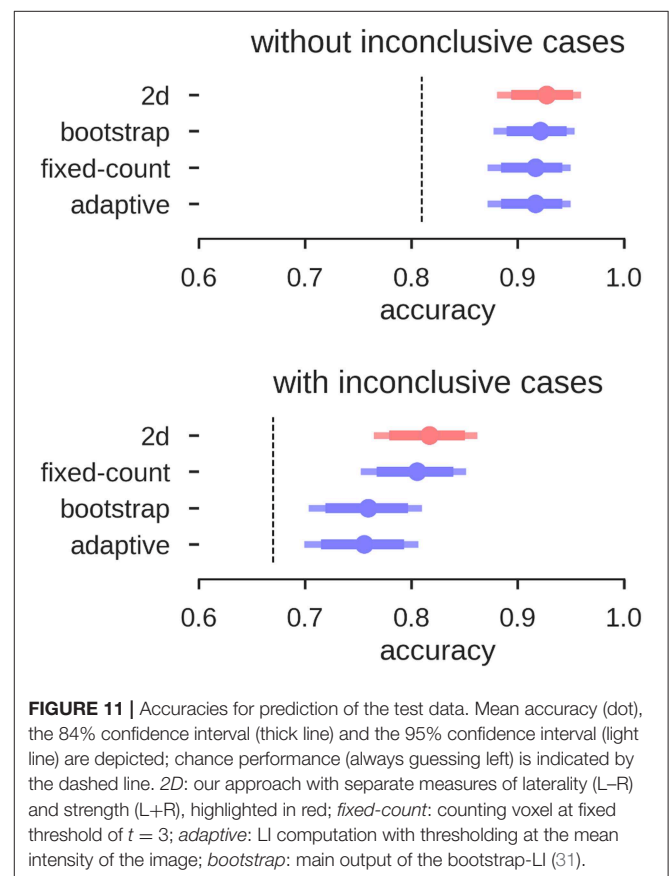 without inconclusive cases
2d
bootstrap
fixed-count
adaptive
0.6 0.7 0.8 0.9 1.0
accuracy
with inconclusive cases
2d
fixed-count
bootstrap
adaptive
0.6 0.7 0.8 0.9 1.0
accuracy
FIGURE 11 | Accuracies for prediction of the test data. Mean accuracy (dot),
the 84% confidence interval (thick line) and the 95% confidence interval (light
line) are depicted; chance performance (always guessing left) is indicated by
the dashed line. 2D: our approach with separate measures of laterality (L–R)
and strength (L+R), highlighted in red; fixed-count: counting voxel at fixed
threshold of t = 3; adaptive: LI computation with thresholding at the mean
intensity of the image; bootstrap: main output of the bootstrap-LI (31).